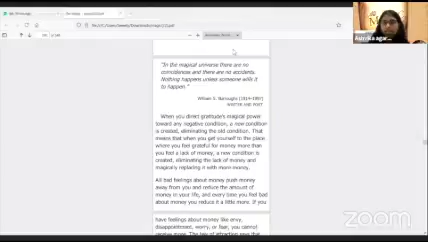 "In the magical universe there are no
coincidences and there are no accidents.
Nothing happens unless someone wills it
to happen."
William S. Burroughs (1914–1997)
WRITER AND POET
When you direct gratitude's magical power
toward any negative condition, a new condition
is created, eliminating the old condition. That
means that when you get yourself to the place
where you feel grateful for money more than
you feel a lack of money, a new condition is
created, eliminating the lack of money and
magically replacing it with more money.
All bad feelings about money push money
away from you and reduce the amount of
money in your life, and every time you feel bad
about money you reduce it a little more. If you
have feelings about money like envy,
disappointment, worry, or fear, you cannot
receive more. The law of attraction says that
zoom